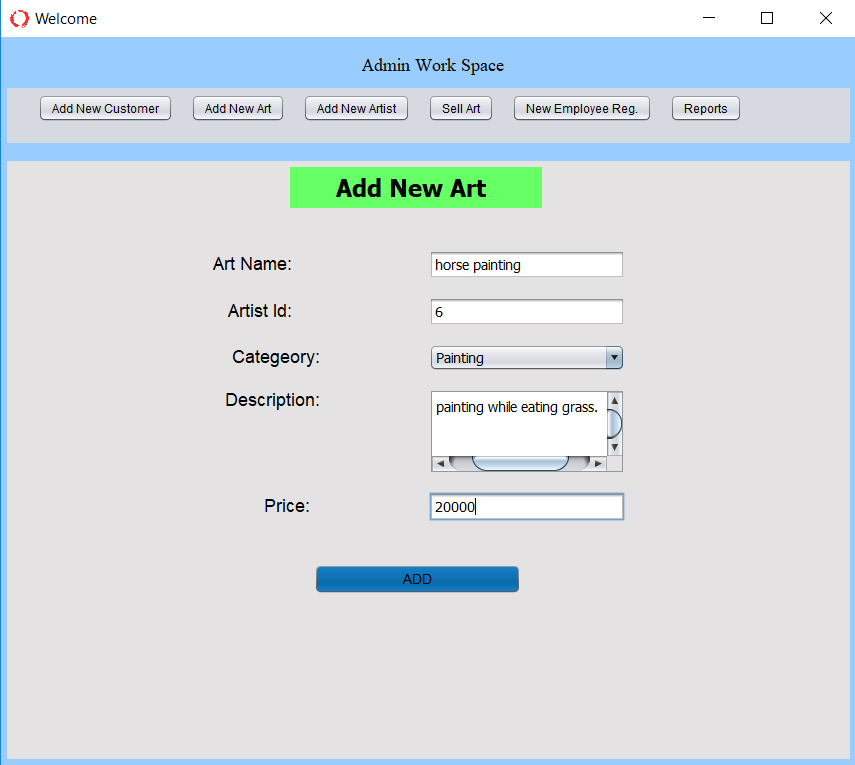 Welcome
Admin Work Space
Add New Customer Add New Art Add New Artist Sell Art New Employee Reg. Reports
Add New Art
Art Name: horse painting
Artist Id: 6
Categeory: Painting
Description: painting while eating grass.
Price: 20000
ADD